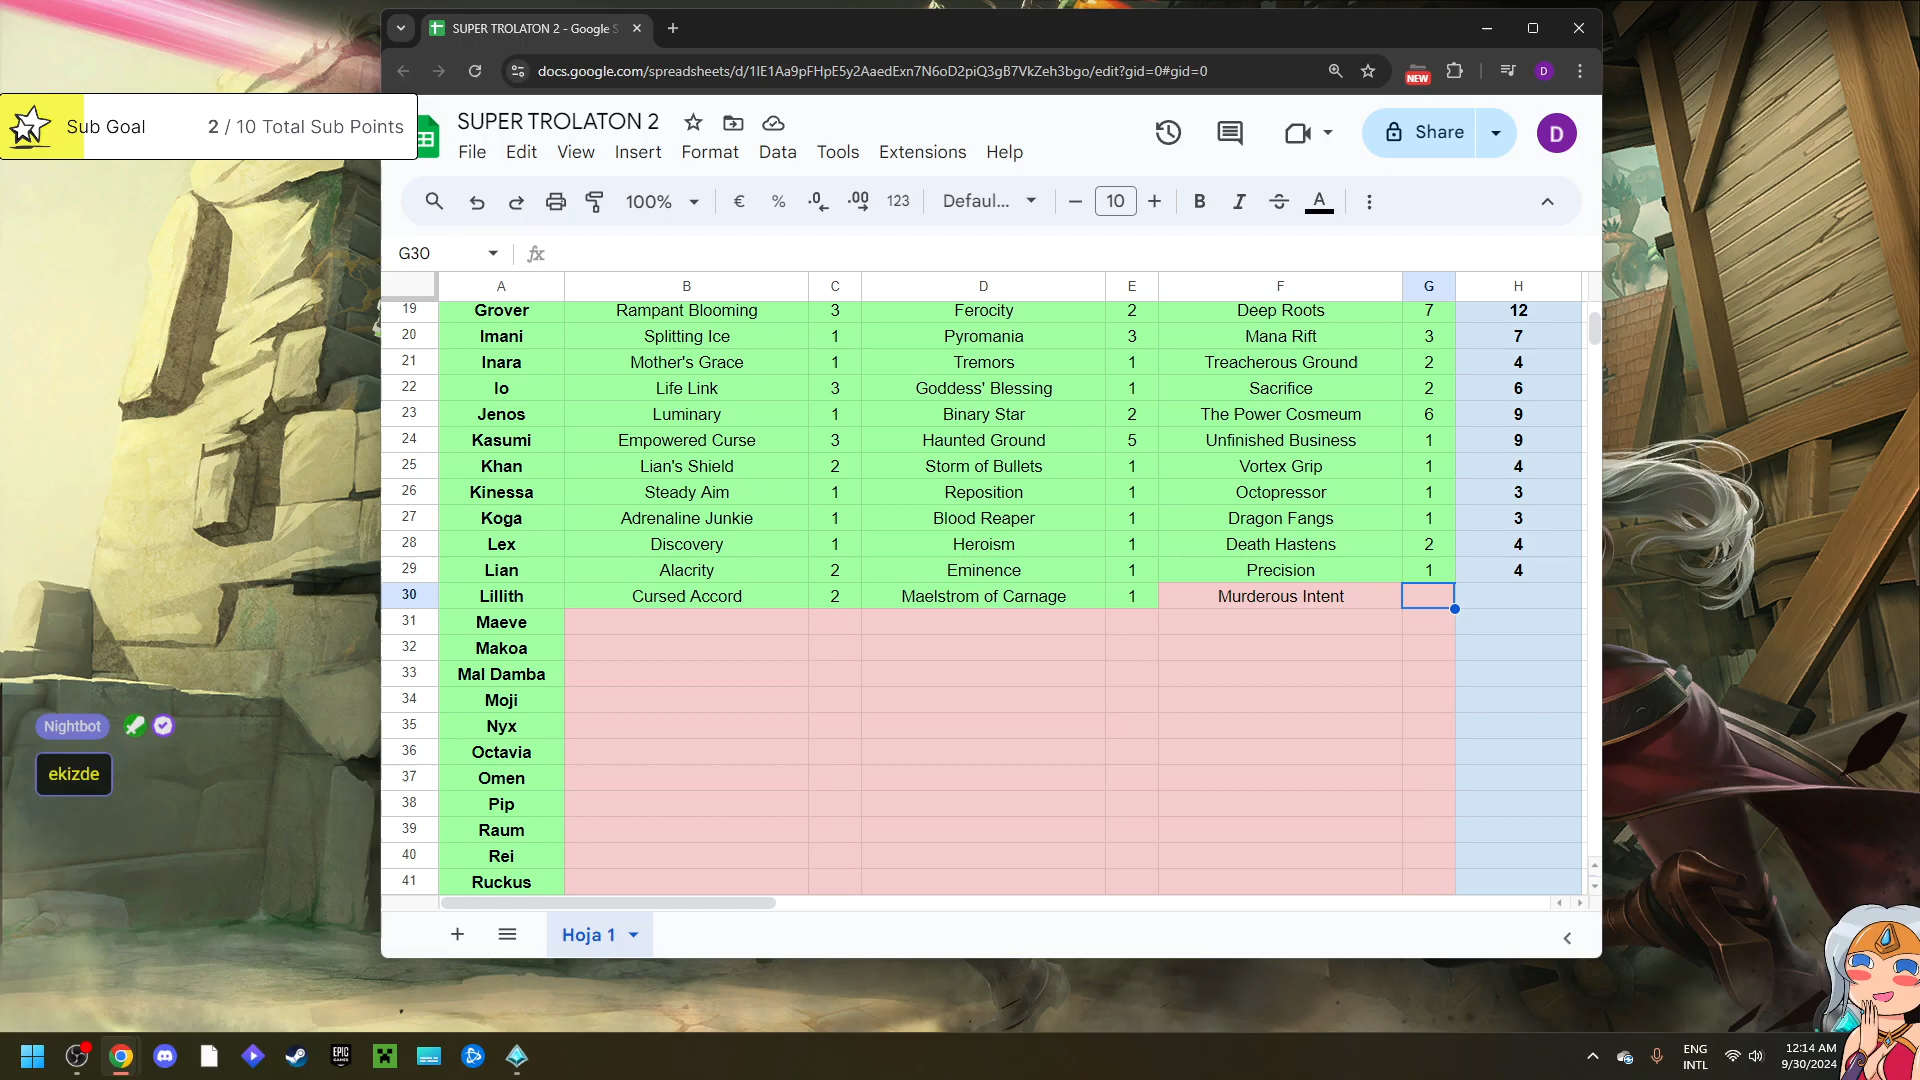 SUPER TROLATON 2 - Google S
docs.google.com/spreadsheets/d/1IE1Aa9pFHpE5y2AaedExn7N6oD2piQ3gB7VkZeh3bgo/edit?gid=0#gid=0
NEW
D
Sub Goal 2 / 10 Total Sub Points
SUPER TROLATON 2
Share
D
File Edit View Insert Format Data Tools Extensions Help
100% € % .0 .00 123 Defaul... 10 B I S A
G30 fx
A B C D E F G H
19 Grover Rampant Blooming 3 Ferocity 2 Deep Roots 7 12
20 Imani Splitting Ice 1 Pyromania 3 Mana Rift 3 7
21 Inara Mother's Grace 1 Tremors 1 Treacherous Ground 2 4
22 Io Life Link 3 Goddess' Blessing 1 Sacrifice 2 6
23 Jenos Luminary 1 Binary Star 2 The Power Cosmeum 6 9
24 Kasumi Empowered Curse 3 Haunted Ground 5 Unfinished Business 1 9
25 Khan Lian's Shield 2 Storm of Bullets 1 Vortex Grip 1 4
26 Kinessa Steady Aim 1 Reposition 1 Octopressor 1 3
27 Koga Adrenaline Junkie 1 Blood Reaper 1 Dragon Fangs 1 3
28 Lex Discovery 1 Heroism 1 Death Hastens 2 4
29 Lian Alacrity 2 Eminence 1 Precision 1 4
30 Lillith Cursed Accord 2 Maelstrom of Carnage 1 Murderous Intent
31 Maeve
32 Makoa
33 Mal Damba
34 Moji
35 Nyx
36 Octavia
37 Omen
38 Pip
39 Raum
40 Rei
41 Ruckus
Nightbot
ekizde
Hoja 1
EPIC
GAMES
ENG
INTL
12:14 AM
9/30/2024